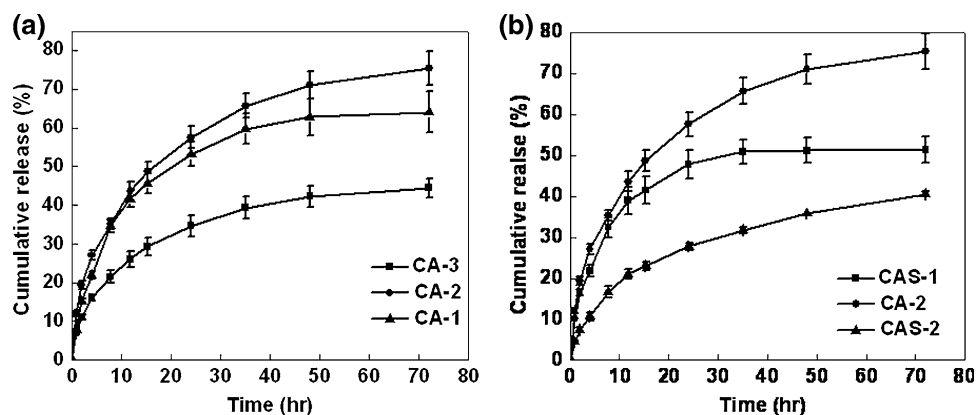 (a)
Cumulative release (%)
80
70
60
50
40
30
20
10
0
0 10 20 30 40 50 60 70 80
Time (hr)
CA-3
CA-2
CA-1
(b)
Cumulative realse (%)
80
70
60
50
40
30
20
10
0
0 10 20 30 40 50 60 70 80
Time (hr)
CAS-1
CA-2
CAS-2